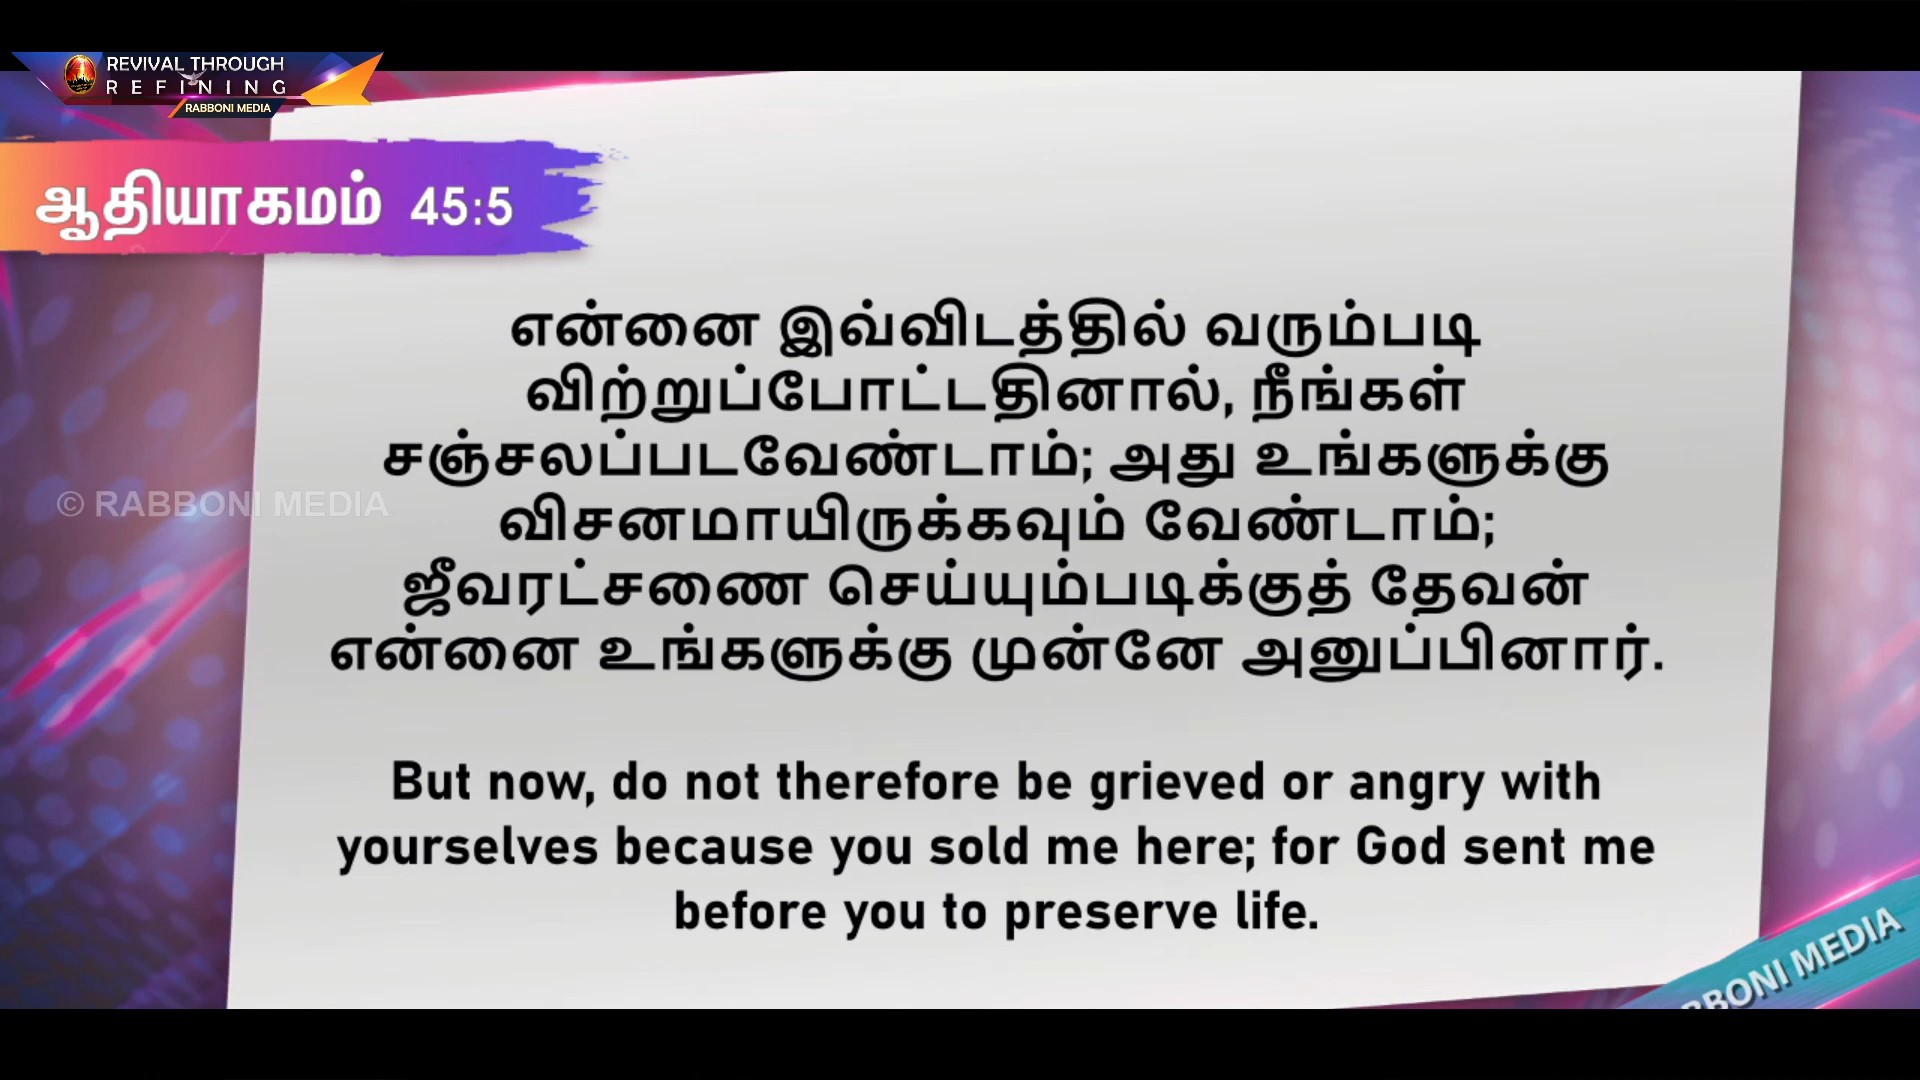 REVIVAL THROUGH
REFINING
RABBONI MEDIA
ஆதியாகமம் 45:5
என்னை இவ்விடத்தில் வரும்படி
விற்றுப்போட்டதினால், நீங்கள்
சஞ்சலப்படவேண்டாம்; அது உங்களுக்கு
© RABBONI MEDIA
விசனமாயிருக்கவும் வேண்டாம்;
ஜீவரட்சணை செய்யும்படிக்குத் தேவன்
என்னை உங்களுக்கு முன்னே அனுப்பினார்.
But now, do not therefore be grieved or angry with
yourselves because you sold me here; for God sent me
before you to preserve life.
BBONI MEDIA